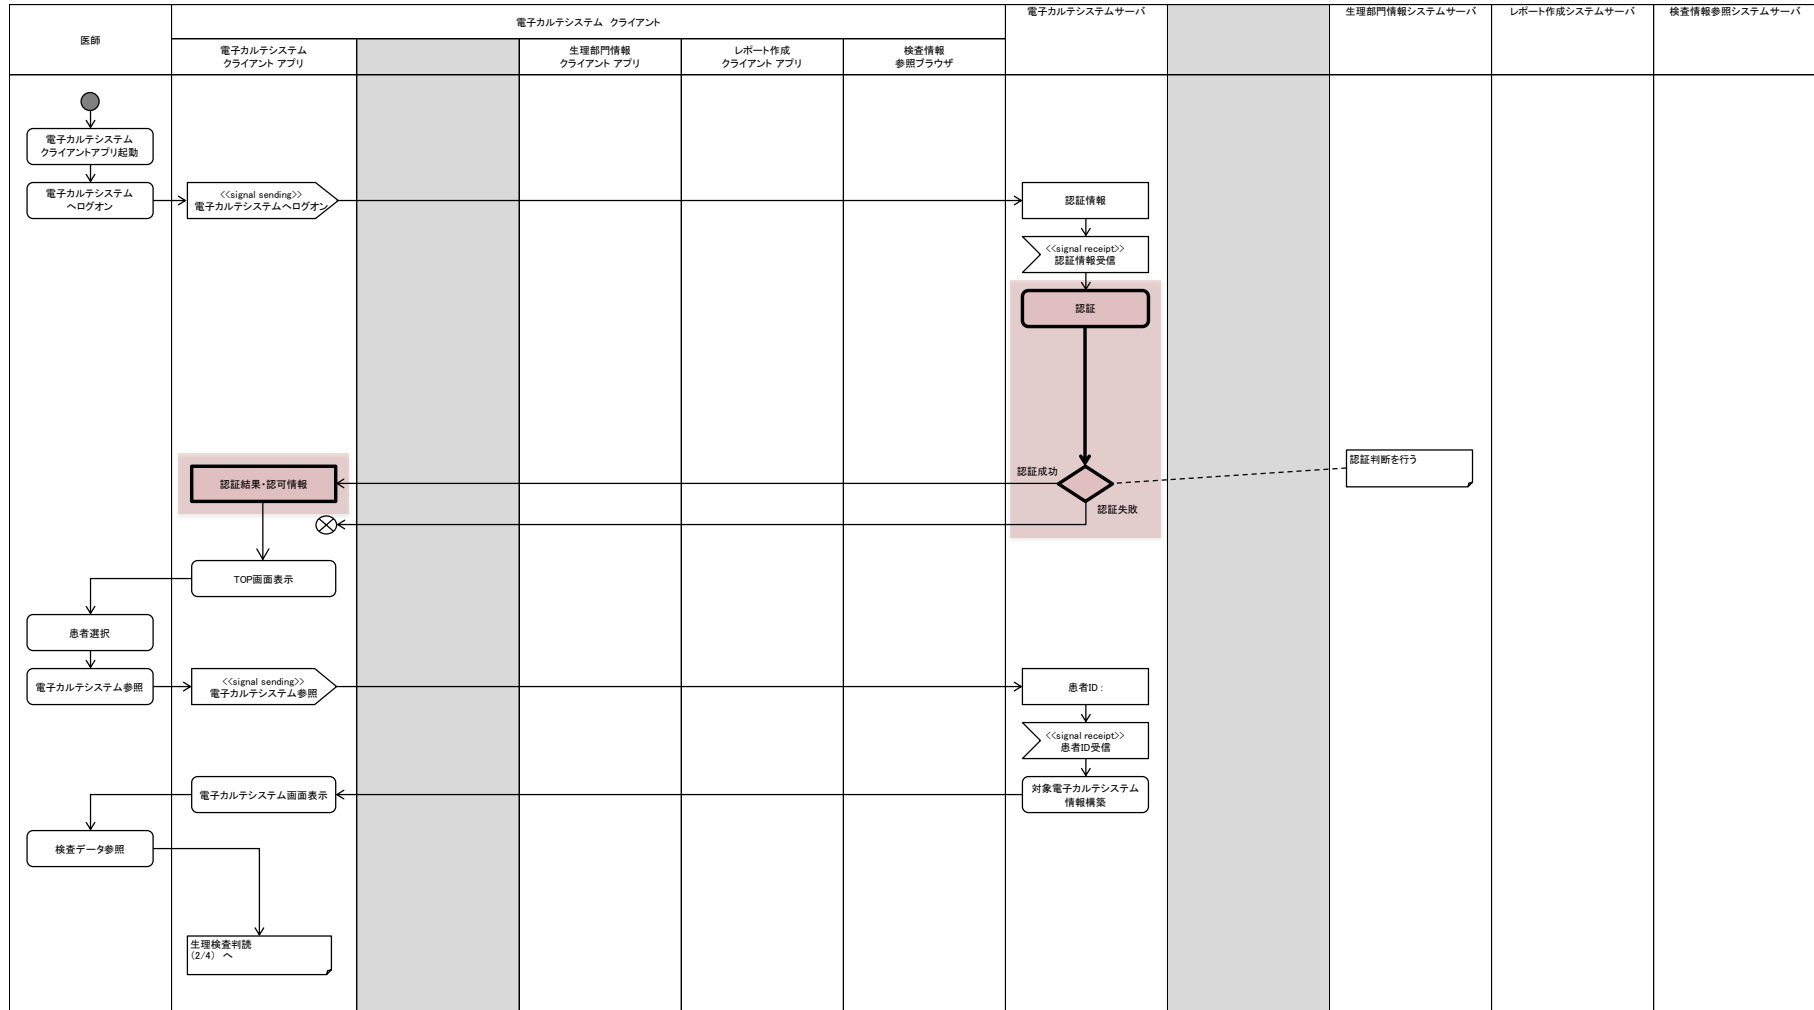 医師
電子カルテシステム クライアント
電子カルテシステムサーバ
生理部門情報システムサーバ
レポート作成システムサーバ
検査情報参照システムサーバ
電子カルテシステム
クライアント アプリ
生理部門情報
クライアント アプリ
レポート作成
クライアント アプリ
検査情報
参照ブラウザ
電子カルテシステム
クライアントアプリ起動
電子カルテシステム
へログオン
<<signal sending>>
電子カルテシステムへログオン
認証情報
<<signal receipt>>
認証情報受信
認証
認証判断を行う
認証成功
認証結果・認可情報
認証失敗
TOP画面表示
患者選択
電子カルテシステム参照
<<signal sending>>
電子カルテシステム参照
患者ID：
<<signal receipt>>
患者ID受信
電子カルテシステム画面表示
対象電子カルテシステム
情報構築
検査データ参照
生理検査判読
（2/4） へ